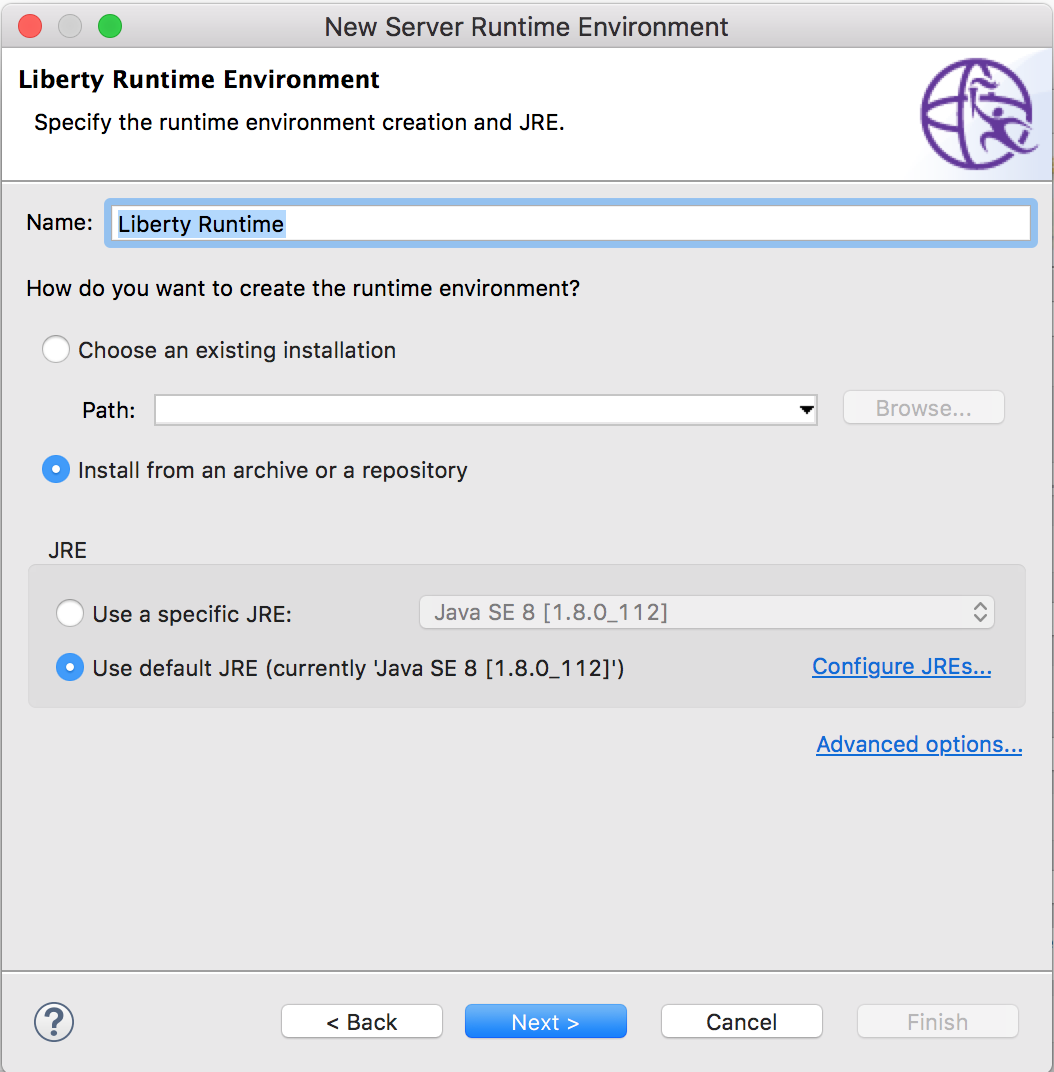 New Server Runtime Environment
Liberty Runtime Environment
Specify the runtime environment creation and JRE.
Name: Liberty Runtime
How do you want to create the runtime environment?
Choose an existing installation
Path: Browse...
Install from an archive or a repository
JRE
Use a specific JRE: Java SE 8 [1.8.0_112]
Use default JRE (currently 'Java SE 8 [1.8.0_112]') Configure JREs...
Advanced options...
? < Back Next > Cancel Finish